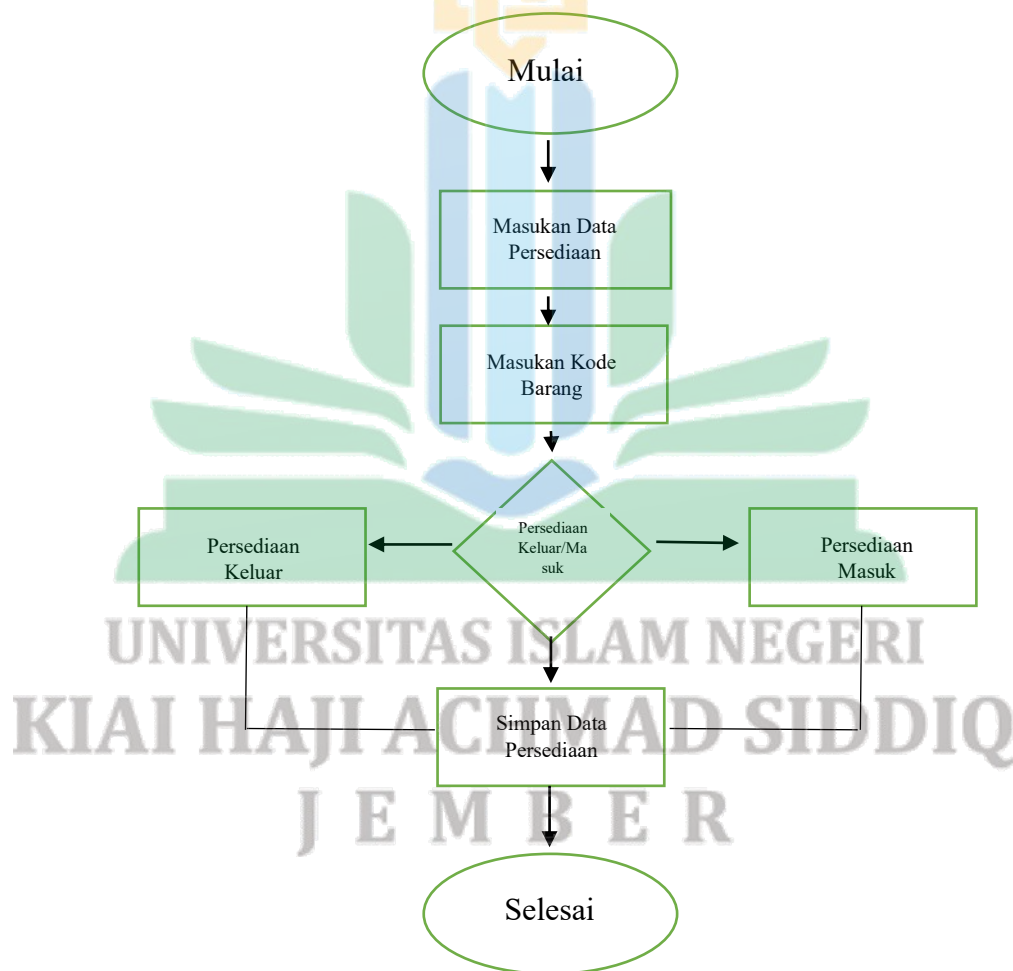 Mulai
Masukan Data
Persediaan
Masukan Kode
Barang
Persediaan
Keluar/Ma
suk
Persediaan
Keluar
Persediaan
Masuk
UNIVERSITAS ISLAM NEGERI
KIAI HAJI ACHMAD SIDDIQ
JEMBER
Simpan Data
Persediaan
Selesai